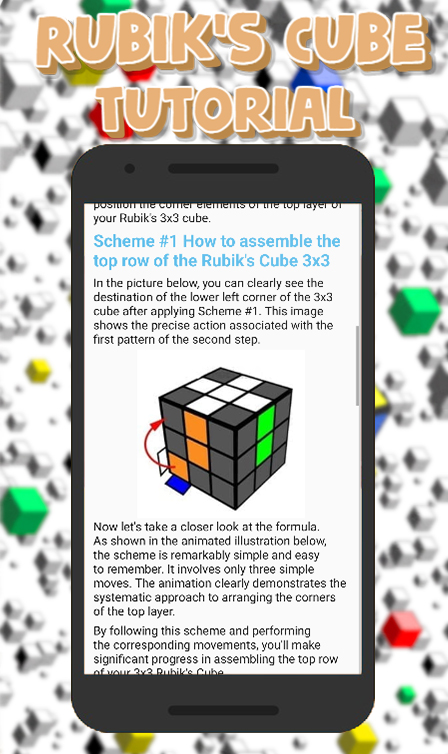 RUBIK'S CUBE
TUTORIAL
position the corner elements of the top layer of
your Rubik's 3x3 cube.
Scheme #1 How to assemble the
top row of the Rubik's Cube 3x3
In the picture below, you can clearly see the
destination of the lower left corner of the 3x3
cube after applying Scheme #1. This image
shows the precise action associated with the
first pattern of the second step.
Now let's take a closer look at the formula.
As shown in the animated illustration below,
the scheme is remarkably simple and easy
to remember. It involves only three simple
moves. The animation clearly demonstrates the
systematic approach to arranging the corners
of the top layer.
By following this scheme and performing
the corresponding movements, you'll make
significant progress in assembling the top row
of your 3x3 Rubik's Cube